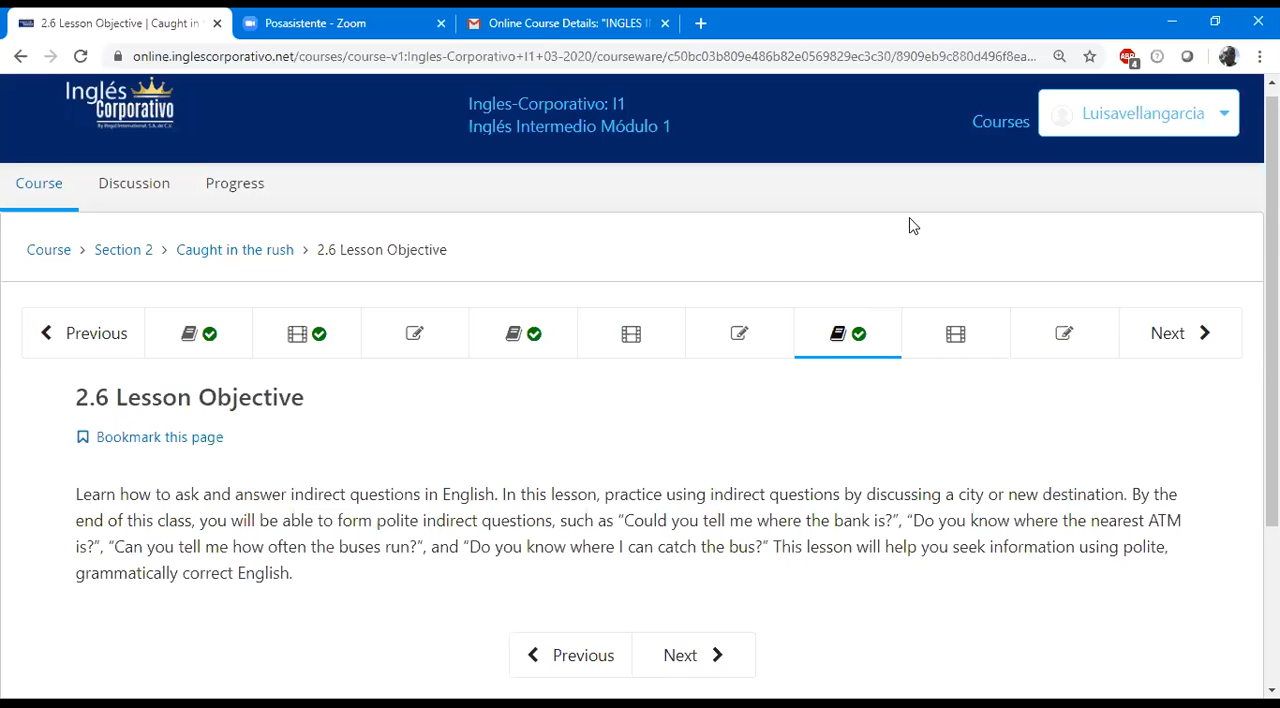 2.6 Lesson Objective | Caught in
Posasistente - Zoom
Online Course Details: "INGLES II
online.inglescorporativo.net/courses/course-v1:Ingles-Corporativo+I1+03-2020/courseware/c50bc03b809e486b82e0569829ec3c30/8909eb9c880d496f8ea...
ABP
4
Inglés
Corporativo
Ingles-Corporativo: I1
Inglés Intermedio Módulo 1
Courses
Luisavellangarcia
Course
Discussion
Progress
Course > Section 2 > Caught in the rush > 2.6 Lesson Objective
Previous
Next
2.6 Lesson Objective
Bookmark this page
Learn how to ask and answer indirect questions in English. In this lesson, practice using indirect questions by discussing a city or new destination. By the
end of this class, you will be able to form polite indirect questions, such as “Could you tell me where the bank is?”, “Do you know where the nearest ATM
is?”, “Can you tell me how often the buses run?”, and “Do you know where I can catch the bus?” This lesson will help you seek information using polite,
grammatically correct English.
Previous
Next